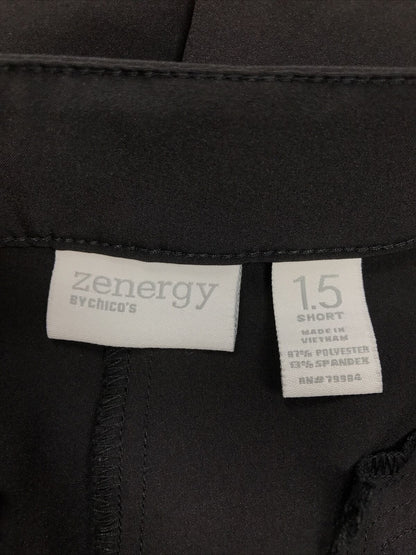 zenergy
BY CHICO'S
1.5
SHORT
MADE IN
VIETNAM
87% POLYESTER
13% SPANDEX
RN# 79984